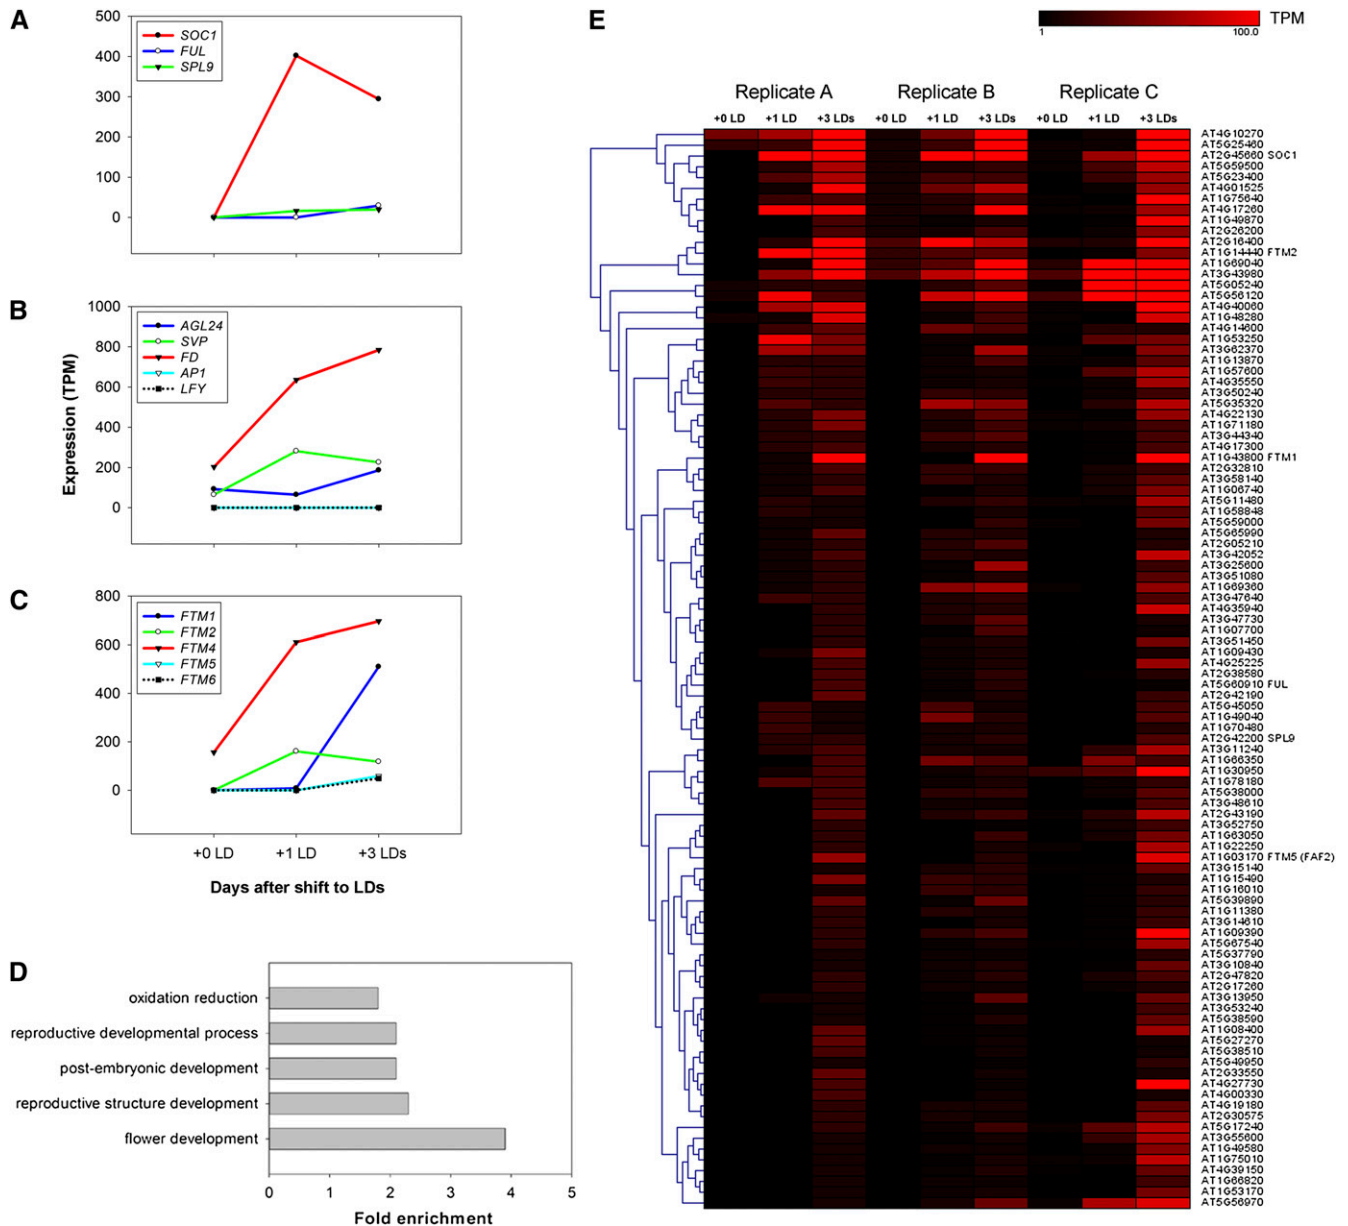 A
500
400
300
200
100
0
SOC1
FUL
SPL9
B
1000
800
600
400
200
0
AGL24
SVP
FD
AP1
LFY
Expression (TPM)
C
800
600
400
200
0
FTM1
FTM2
FTM4
FTM5
FTM6
+0 LD +1 LD +3 LDs
Days after shift to LDs
D
oxidation reduction
reproductive developmental process
post-embryonic development
reproductive structure development
flower development
0 1 2 3 4 5
Fold enrichment
E
TPM
1 100.0
Replicate A Replicate B Replicate C
+0 LD +1 LD +3 LDs +0 LD +1 LD +3 LDs +0 LD +1 LD +3 LDs
AT4G10270
AT5G25460
AT2G45660 SOC1
AT5G59500
AT5G23400
AT4G01525
AT1G75640
AT4G17260
AT1G49870
AT2G26200
AT2G16400
AT1G14440 FTM2
AT1G69040
AT3G43980
AT5G05240
AT5G56120
AT4G40060
AT1G48280
AT4G14600
AT1G53250
AT3G62370
AT1G13870
AT1G57600
AT4G35550
AT3G50240
AT5G35320
AT4G22130
AT1G71180
AT3G44340
AT4G17300
AT1G43800 FTM1
AT2G32810
AT3G58140
AT1G06740
AT5G11480
AT1G58848
AT5G59000
AT5G65990
AT2G05210
AT3G42052
AT3G25600
AT3G51080
AT1G69360
AT3G47640
AT4G35940
AT3G47730
AT1G07700
AT3G51450
AT1G09430
AT4G25225
AT2G38580
AT5G60910 FUL
AT2G42190
AT5G45050
AT1G49040
AT1G70480
AT2G42200 SPL9
AT3G11240
AT1G66350
AT1G30950
AT1G78180
AT5G38000
AT3G48610
AT2G43190
AT3G52750
AT1G63050
AT1G22250
AT1G03170 FTM5 (FAF2)
AT3G15140
AT1G15490
AT1G16010
AT5G39890
AT1G11380
AT3G14610
AT1G09390
AT5G67540
AT5G37790
AT3G10840
AT2G47820
AT2G17260
AT3G13950
AT3G53240
AT5G38590
AT1G08400
AT5G27270
AT5G38510
AT5G49950
AT2G33550
AT4G27730
AT4G00330
AT4G19180
AT2G30575
AT5G17240
AT3G55600
AT1G49580
AT1G75010
AT4G39150
AT1G66820
AT1G53170
AT5G56970